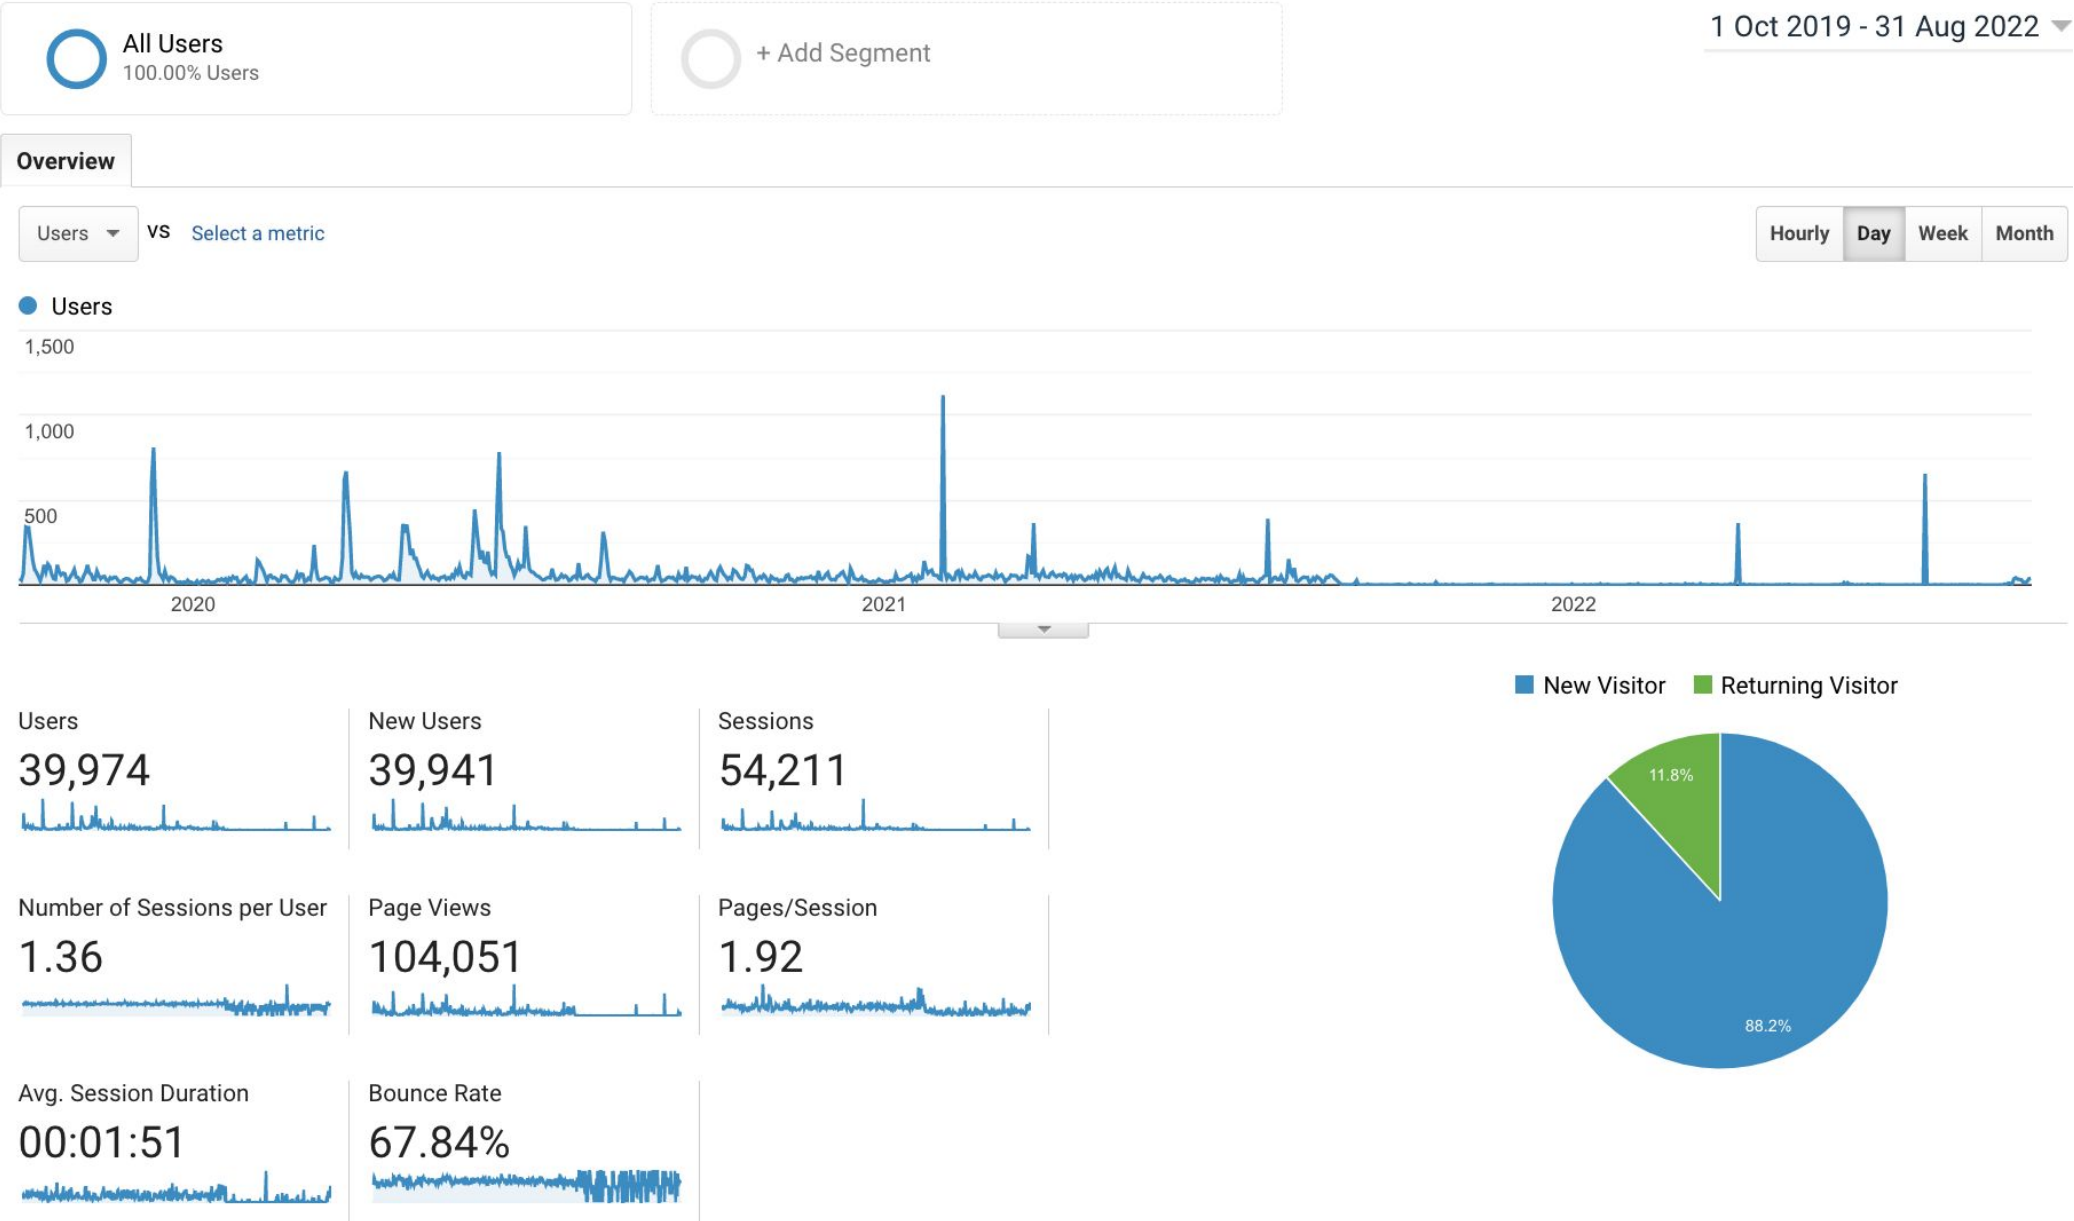 All Users
100.00% Users
+ Add Segment
1 Oct 2019 - 31 Aug 2022
Overview
Users VS Select a metric
Hourly Day Week Month
Users
1,500
1,000
500
2020 2021 2022
New Visitor Returning Visitor
Users
39,974
New Users
39,941
Sessions
54,211
Number of Sessions per User
1.36
Page Views
104,051
Pages/Session
1.92
Avg. Session Duration
00:01:51
Bounce Rate
67.84%
11.8%
88.2%